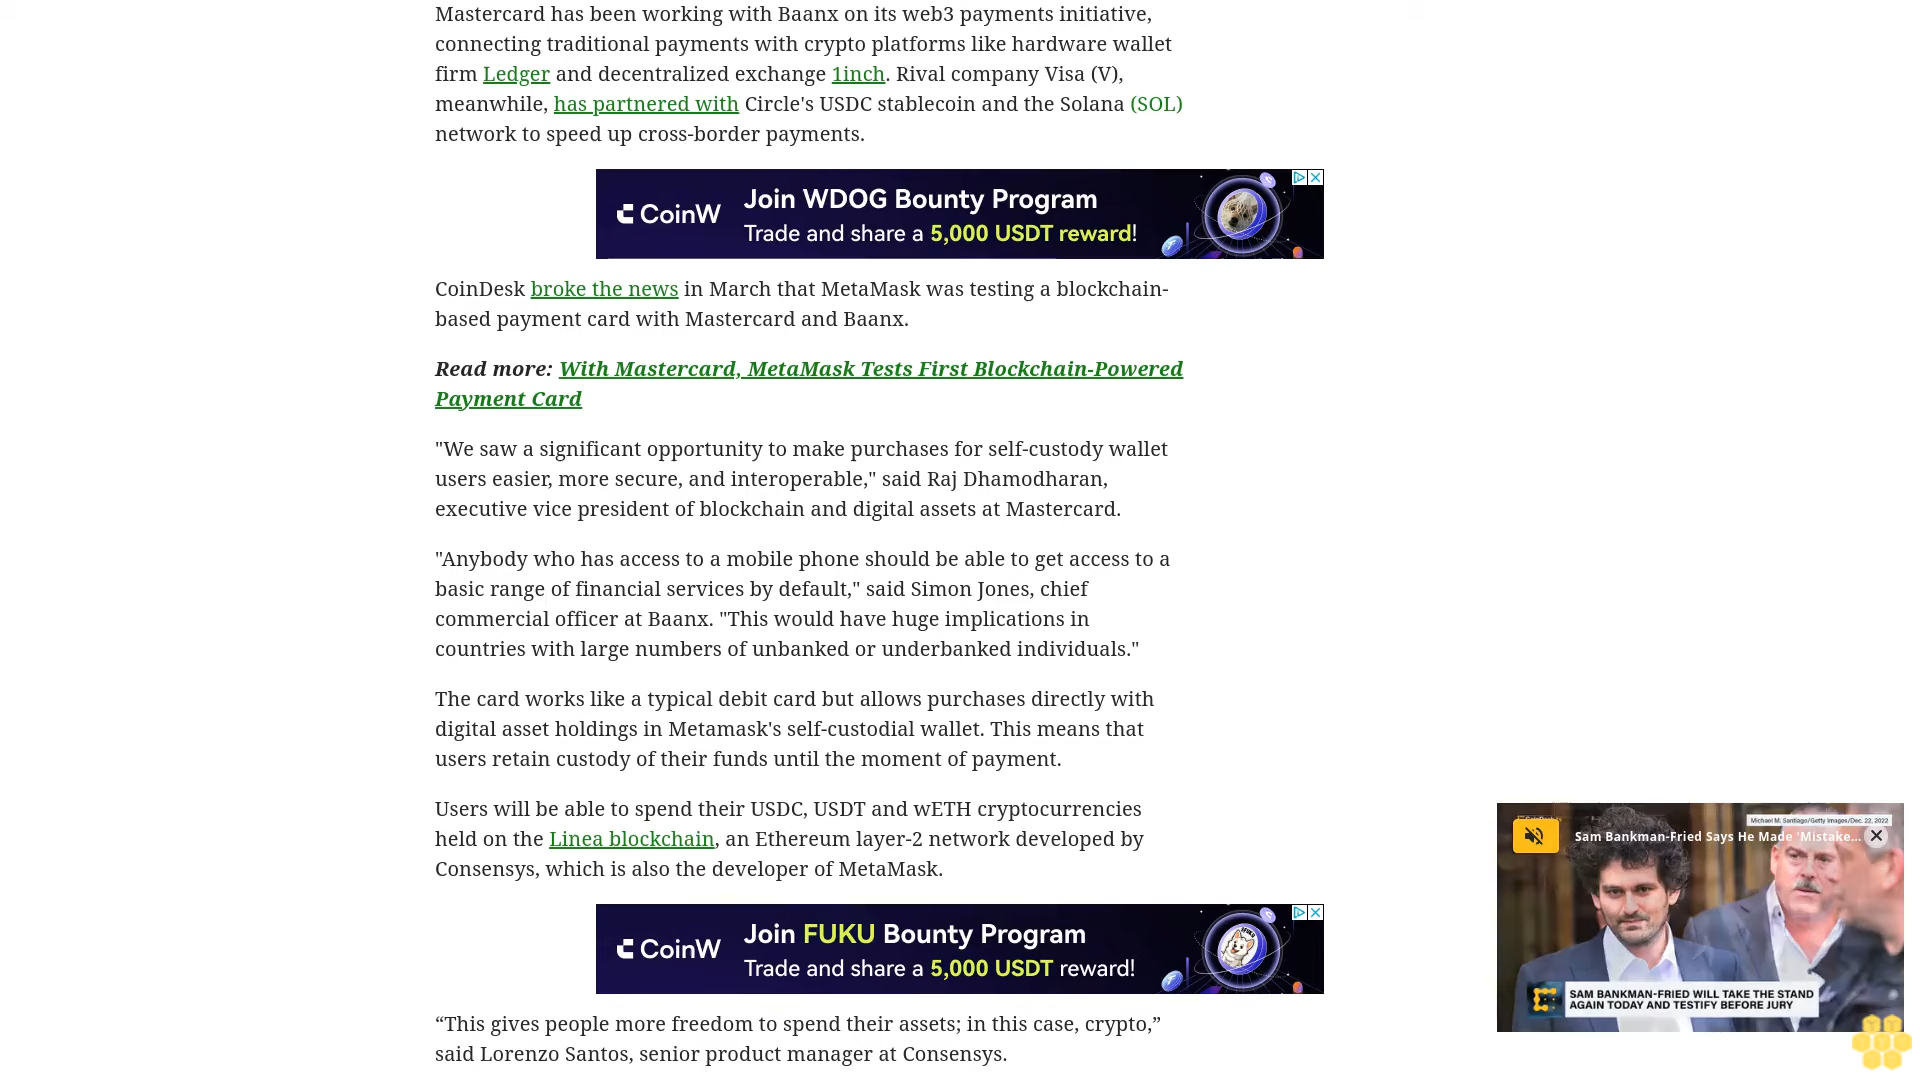 Mastercard has been working with Baanx on its web3 payments initiative,
connecting traditional payments with crypto platforms like hardware wallet
firm Ledger and decentralized exchange 1inch. Rival company Visa (V),
meanwhile, has partnered with Circle's USDC stablecoin and the Solana (SOL)
network to speed up cross-border payments.
CoinW
Join WDOG Bounty Program
Trade and share a 5,000 USDT reward!
CoinDesk broke the news in March that MetaMask was testing a blockchain-
based payment card with Mastercard and Baanx.
Read more: With Mastercard, MetaMask Tests First Blockchain-Powered
Payment Card
"We saw a significant opportunity to make purchases for self-custody wallet
users easier, more secure, and interoperable," said Raj Dhamodharan,
executive vice president of blockchain and digital assets at Mastercard.
"Anybody who has access to a mobile phone should be able to get access to a
basic range of financial services by default," said Simon Jones, chief
commercial officer at Baanx. "This would have huge implications in
countries with large numbers of unbanked or underbanked individuals."
The card works like a typical debit card but allows purchases directly with
digital asset holdings in Metamask's self-custodial wallet. This means that
users retain custody of their funds until the moment of payment.
Users will be able to spend their USDC, USDT and wETH cryptocurrencies
held on the Linea blockchain, an Ethereum layer-2 network developed by
Consensys, which is also the developer of MetaMask.
Michael M. Santiago/Getty Images/Dec. 22, 2022
Sam Bankman-Fried Says He Made 'Mistake...
SAM BANKMAN-FRIED WILL TAKE THE STAND
AGAIN TODAY AND TESTIFY BEFORE JURY
CoinW
Join FUKU Bounty Program
Trade and share a 5,000 USDT reward!
“This gives people more freedom to spend their assets; in this case, crypto,”
said Lorenzo Santos, senior product manager at Consensys.